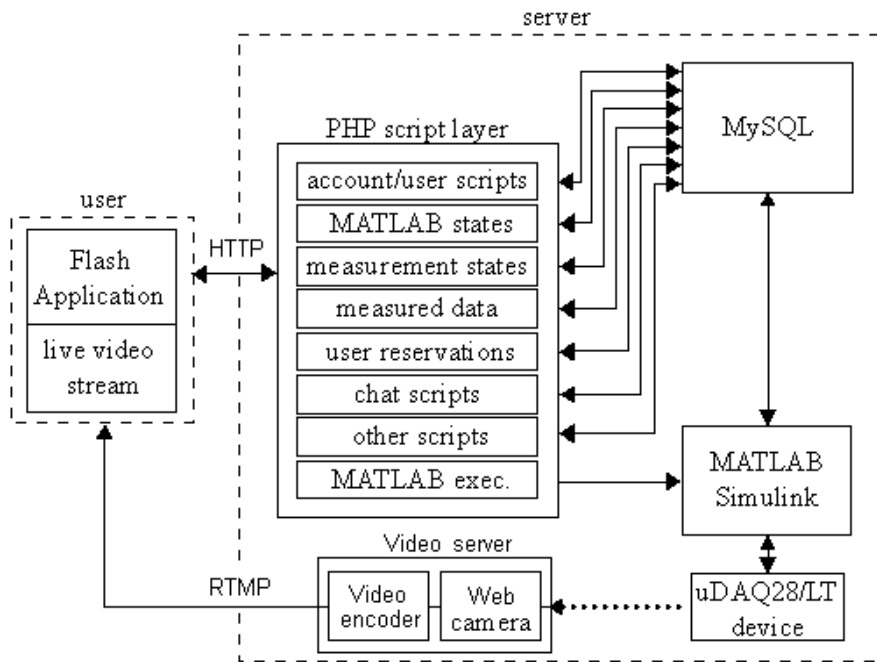 server
PHP script layer
MySQL
account/user scripts
MATLAB states
measurement states
measured data
user reservations
chat scripts
other scripts
MATLAB exec.
user
HTTP
Flash
Application
live video
stream
MATLAB
Simulink
Video server
RTMP
Video
encoder
Web
camera
uDAQ28/LT
device